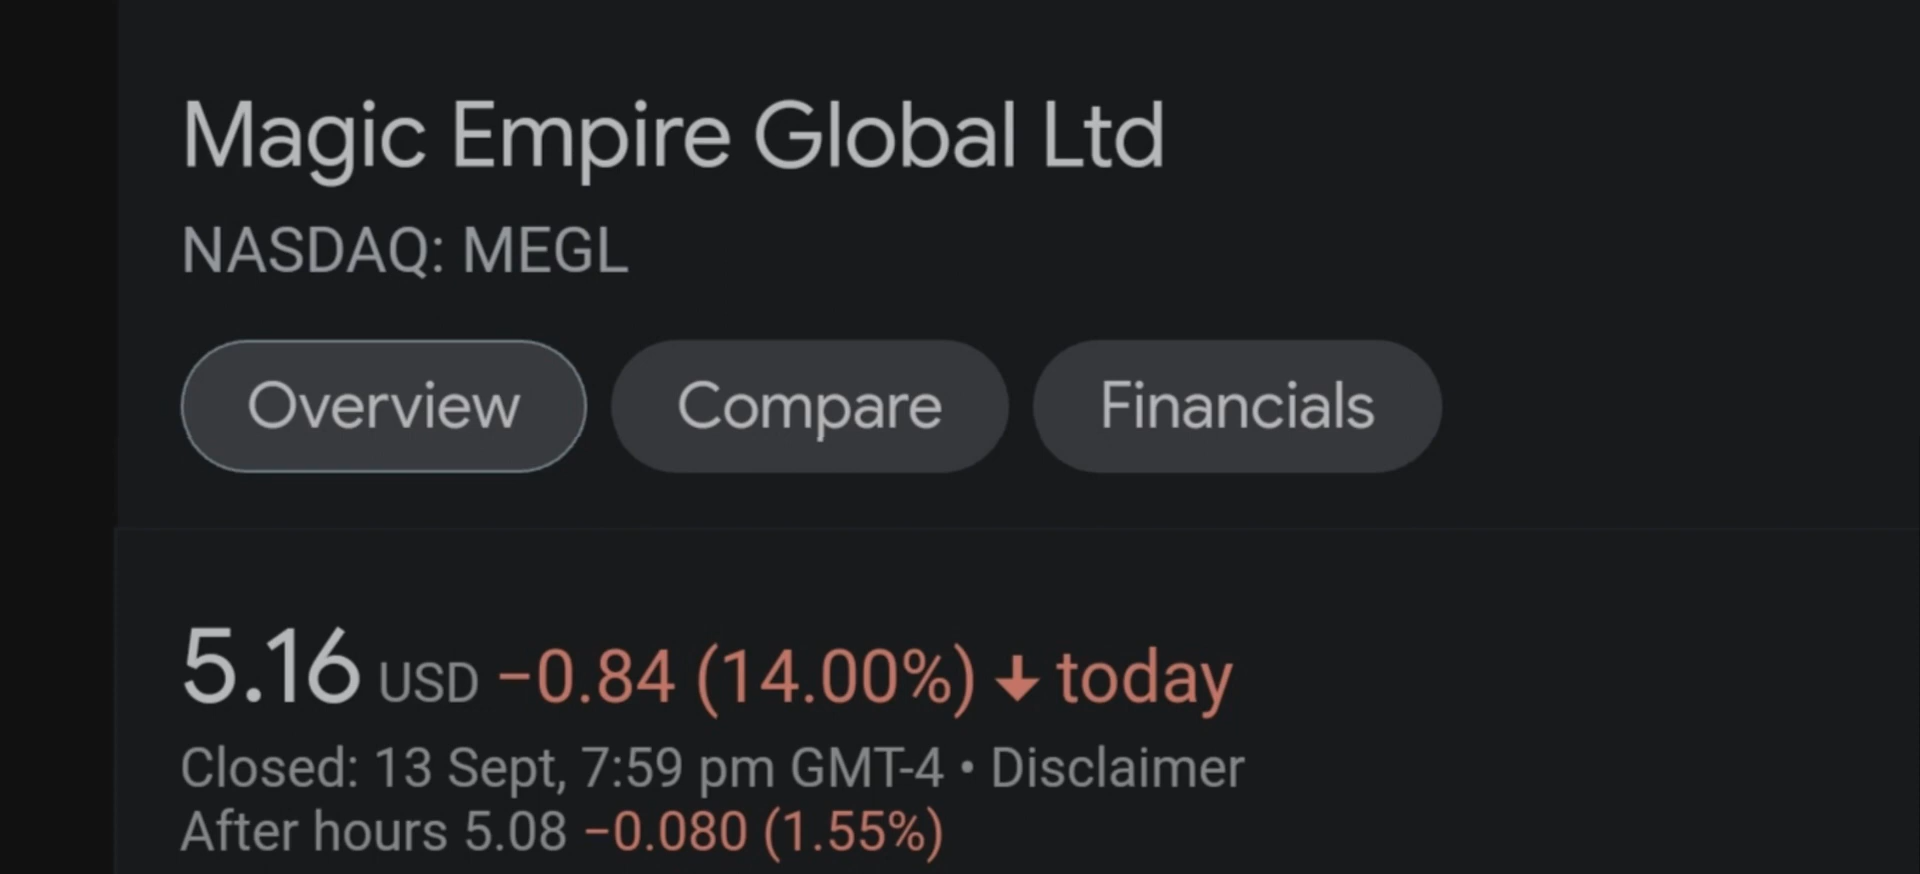 Magic Empire Global Ltd
NASDAQ: MEGL
Overview Compare Financials
5.16 USD −0.84 (14.00%) ↓ today
Closed: 13 Sept, 7:59 pm GMT-4 • Disclaimer
After hours 5.08 −0.080 (1.55%)